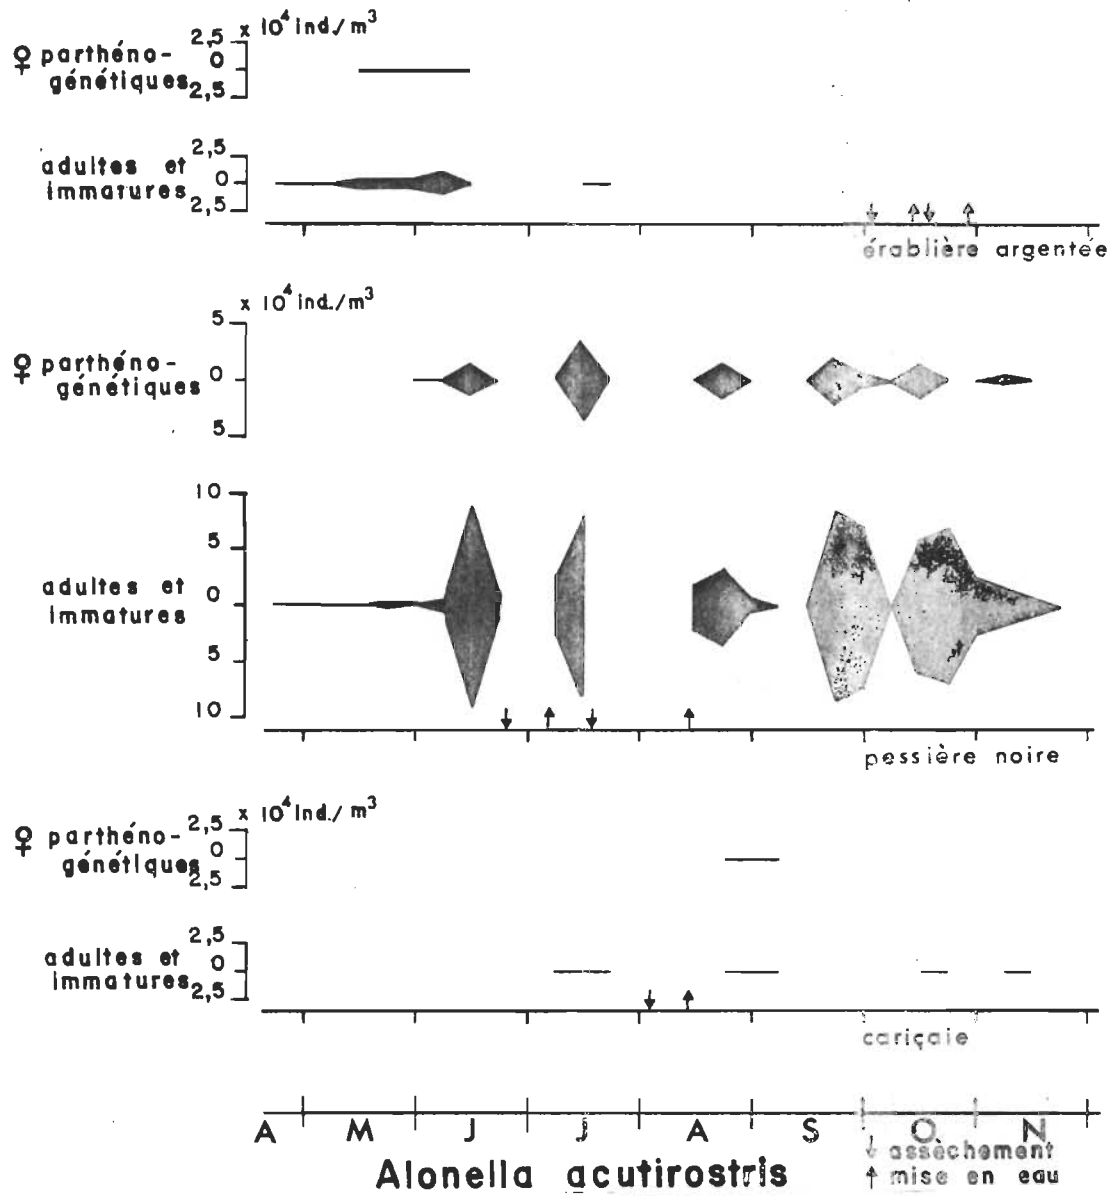 x 10⁴ ind./m³
♀ parthéno-
génétiques
2,5
0
2,5
adultes et
immatures
2,5
0
2,5
érablière argentée
x 10⁴ ind./m³
♀ parthéno-
génétiques
5
0
5
adultes et
immatures
10
5
0
5
10
pessière noire
x 10⁴ Ind./m³
♀ parthéno-
génétiques
2,5
0
2,5
adultes et
immatures
2,5
0
2,5
cariçaie
A M J J A S O N
↓ assèchement
↑ mise en eau
Alonella acutirostris